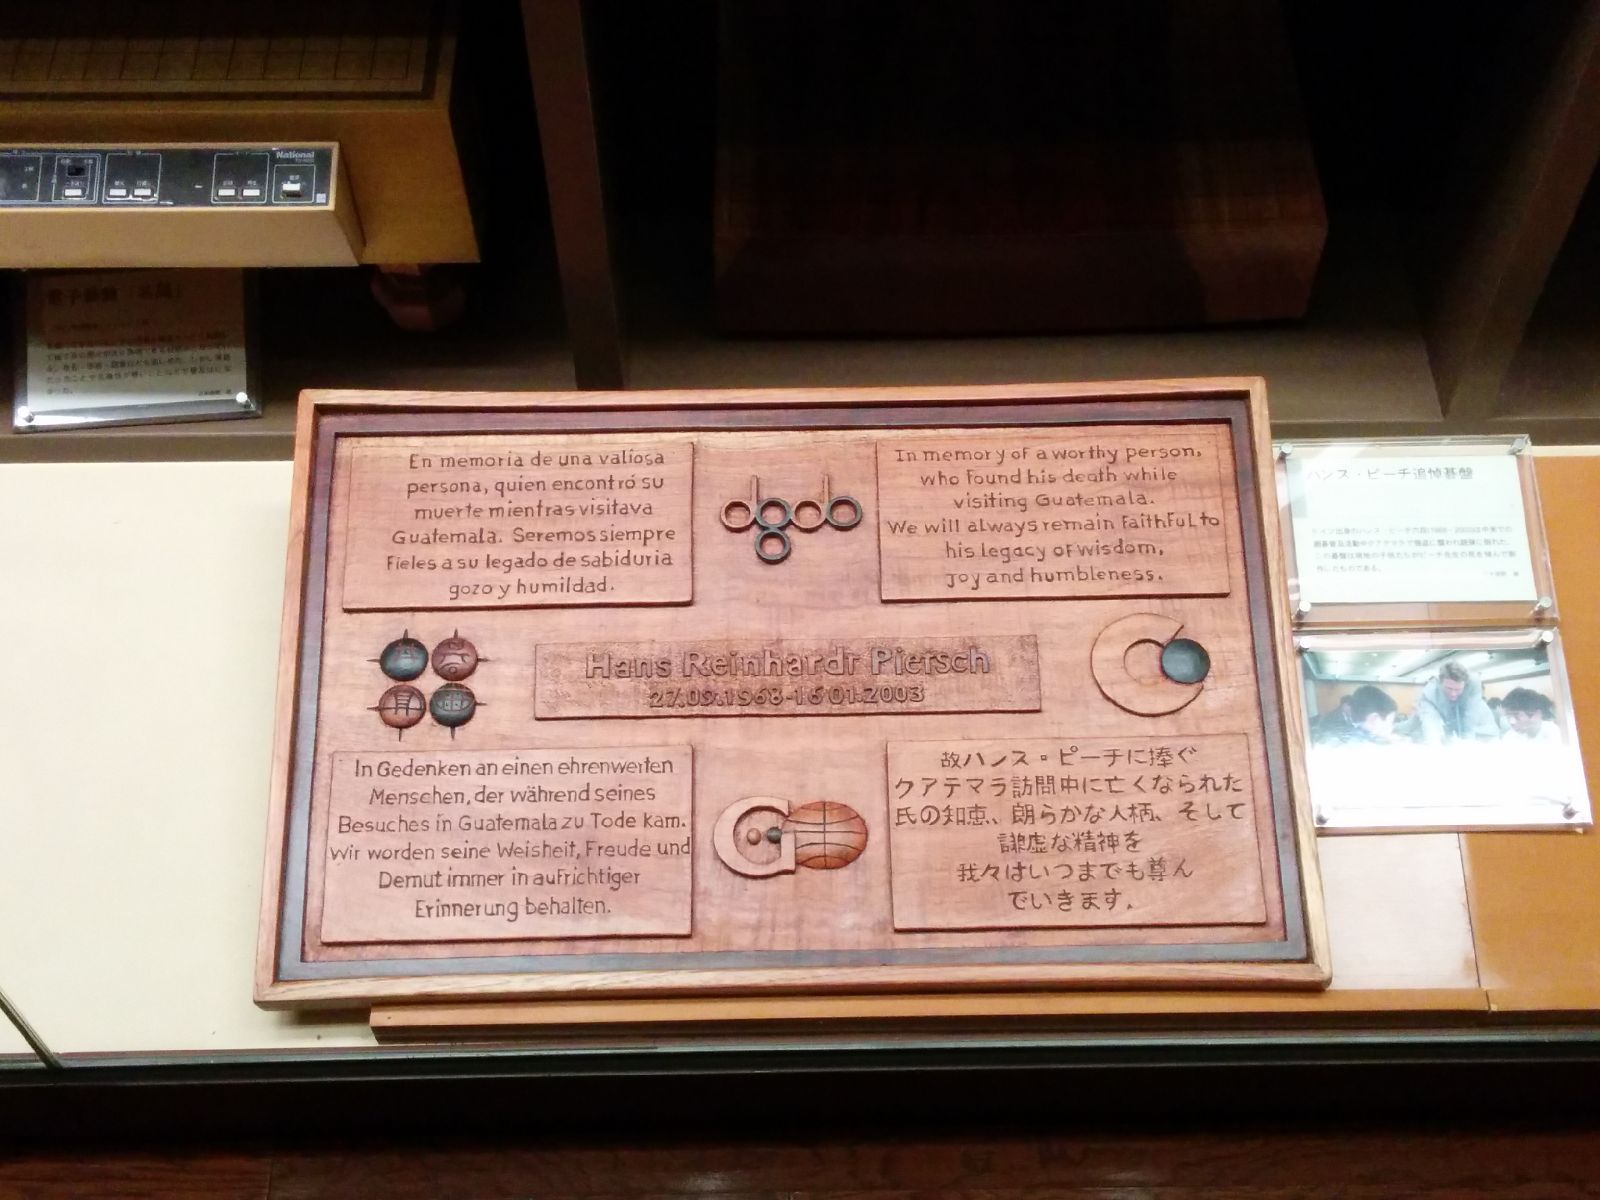 National
En memoria de una valiosa
persona, quien encontró su
muerte mientras visitava
Guatemala. Seremos siempre
Fieles a su legado de sabiduria
gozo y humildad.
dgob
In memory of a worthy person,
who found his death while
visiting Guatemala.
We will always remain faithful to
his legacy of wisdom,
joy and humbleness.
Hans Reinhardt Pietsch
27.09.1968-16.01.2003
In Gedenken an einen ehrenwerten
Menschen, der während seines
Besuches in Guatemala zu Tode kam.
Wir worden seine Weisheit, Freude und
Demut immer in aufrichtiger
Erinnerung behalten.
故ハンス・ピーチに捧ぐ
クアテマラ訪問中に亡くなられた
氏の知恵、朗らかな人柄、そして
謙虚な精神を
我々はいつまでも尊ん
でいきます。
ハンス・ピーチ追悼碁盤